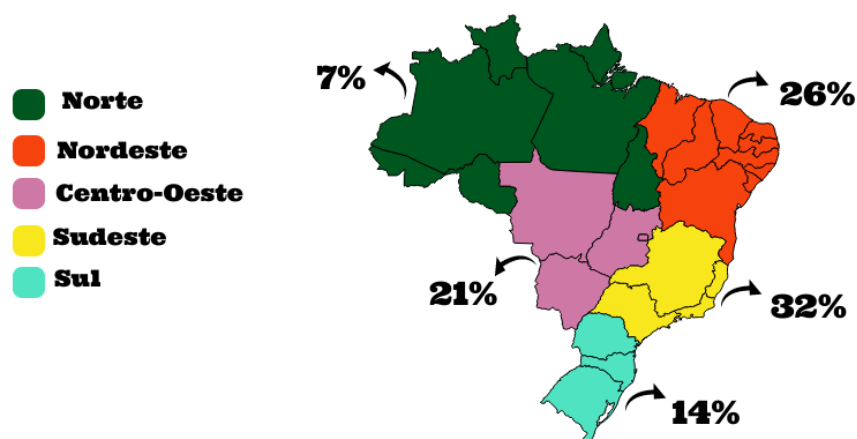 7%
26%
Norte
Nordeste
Centro-Oeste
Sudeste
Sul
21%
32%
14%